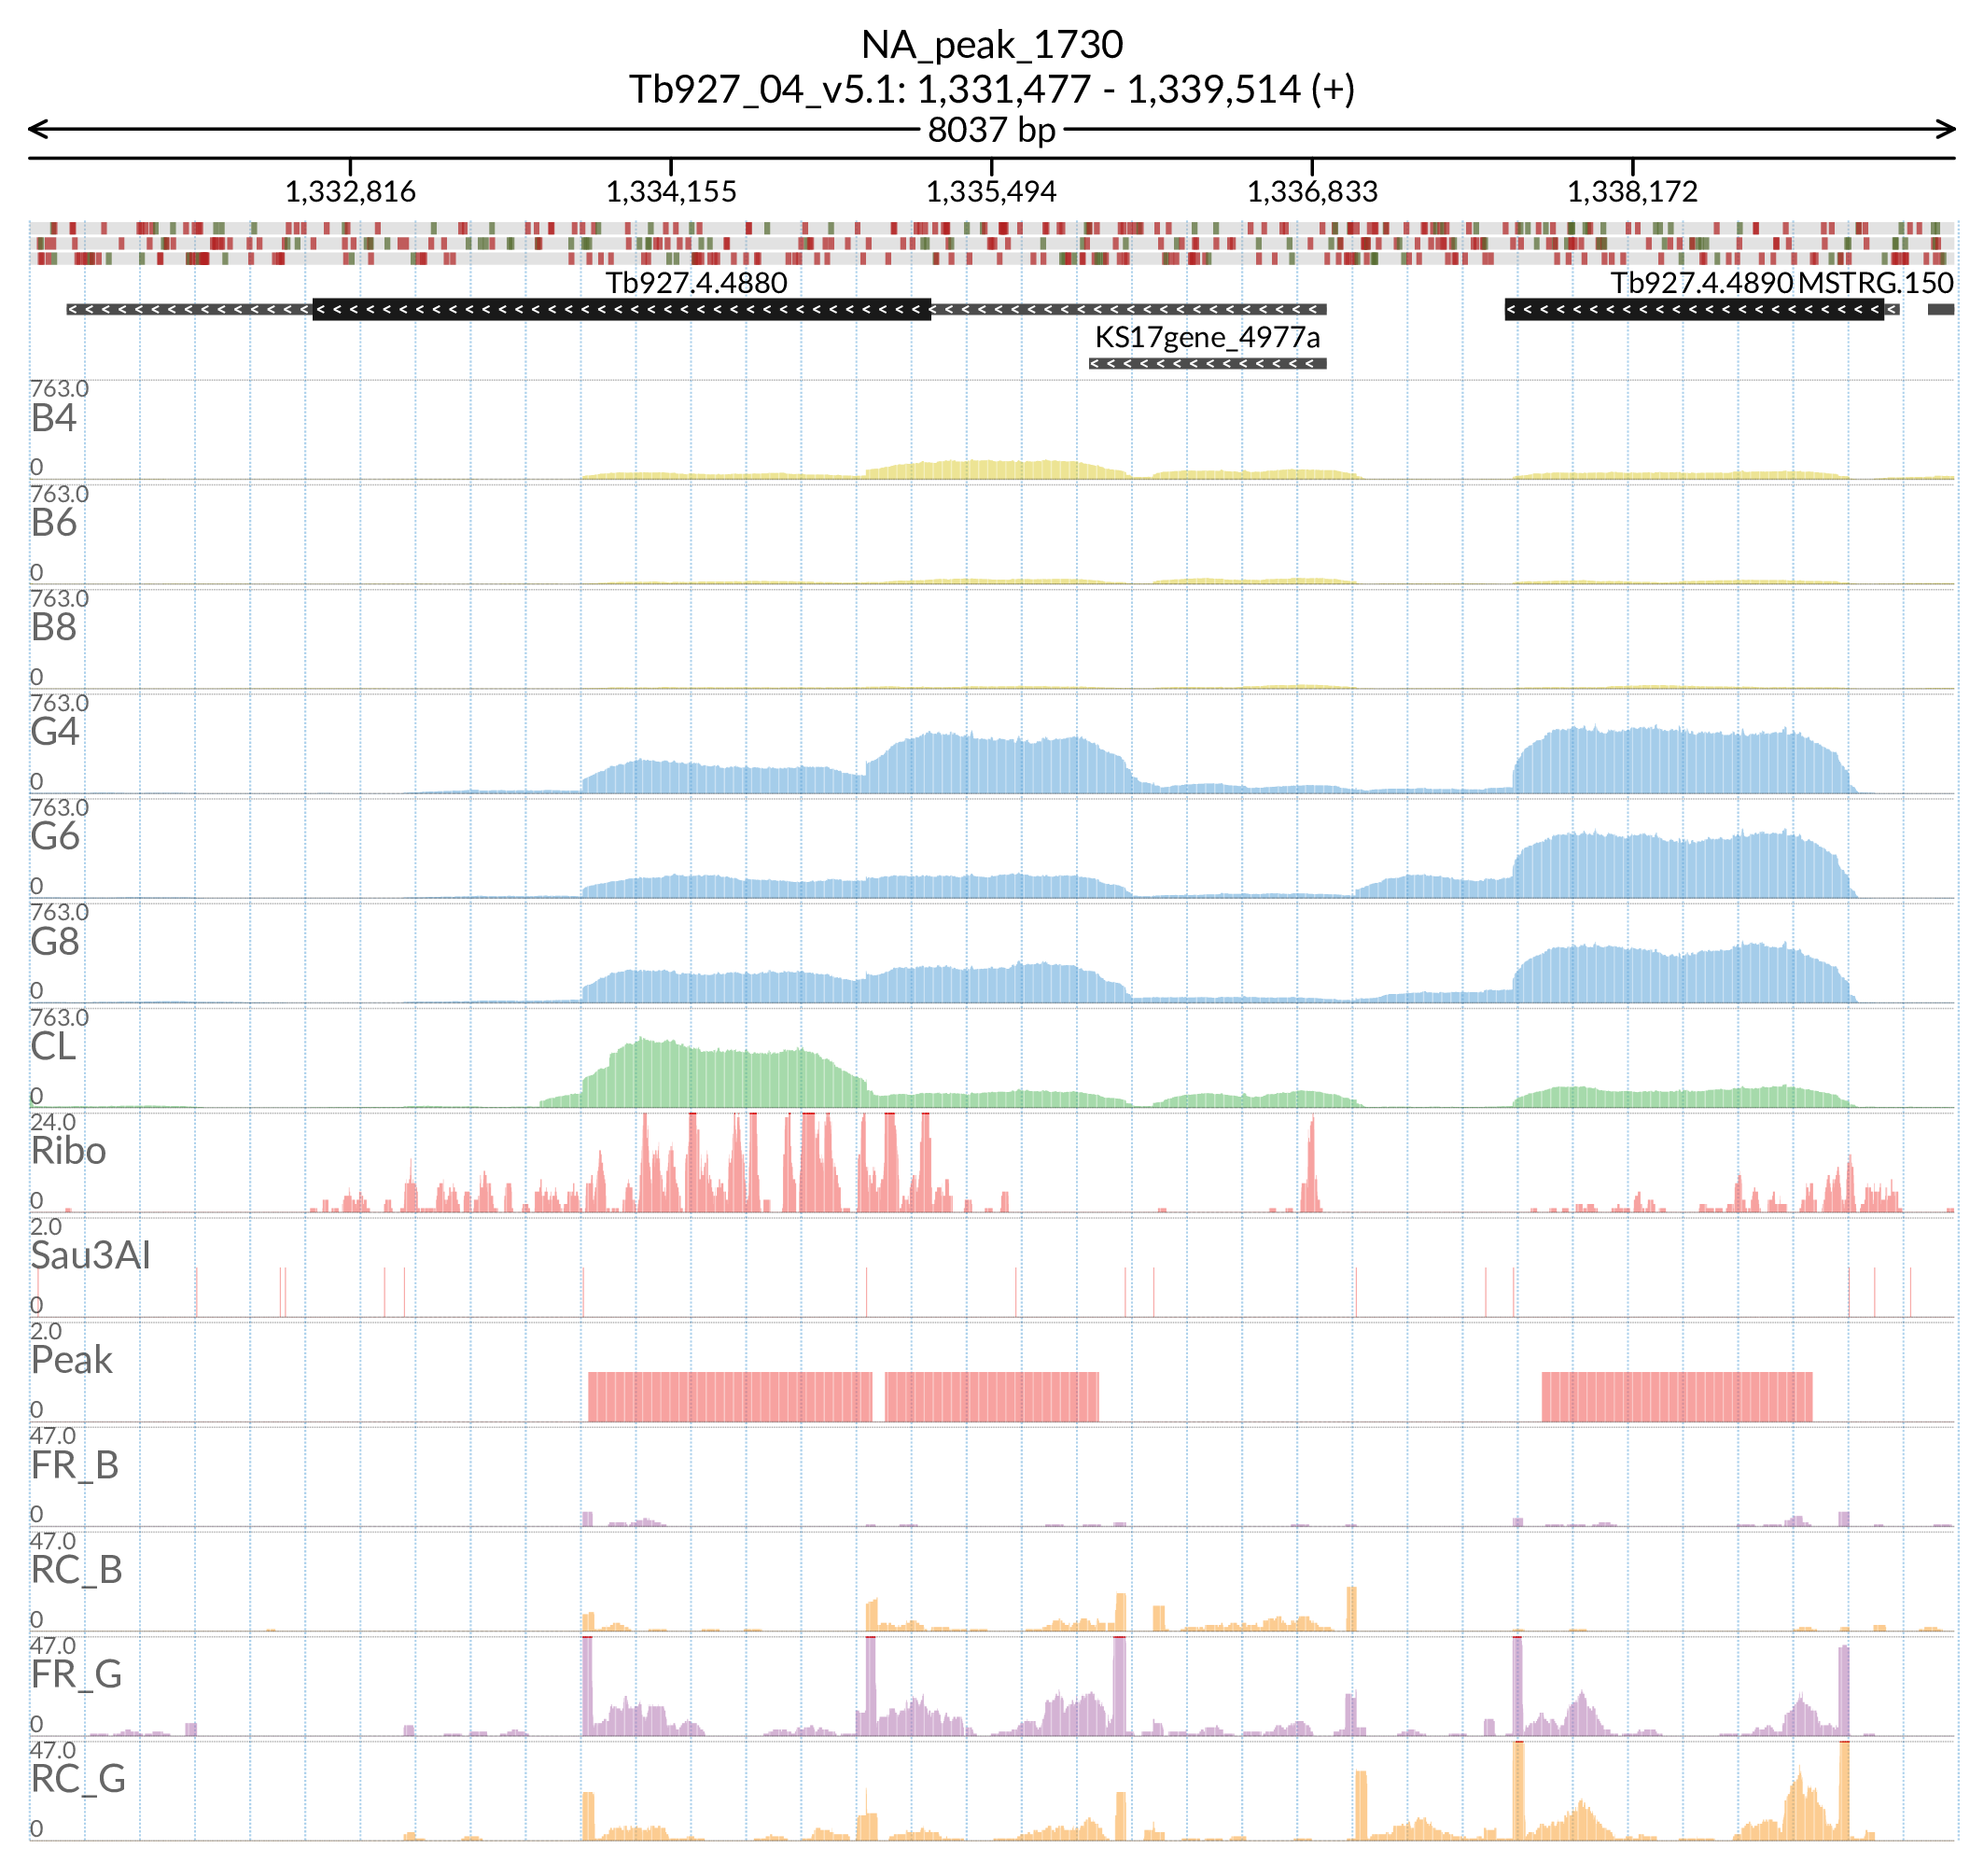 NA_peak_1730
Tb927_04_v5.1: 1,331,477 - 1,339,514 (+)
8037 bp
1,332,816 1,334,155 1,335,494 1,336,833 1,338,172
Tb927.4.4880 Tb927.4.4890 MSTRG.150
KS17gene_4977a
763.0
B4
0
763.0
B6
0
763.0
B8
0
763.0
G4
0
763.0
G6
0
763.0
G8
0
763.0
CL
0
24.0
Ribo
0
2.0
Sau3AI
0
2.0
Peak
0
47.0
FR_B
0
47.0
RC_B
0
47.0
FR_G
0
47.0
RC_G
0